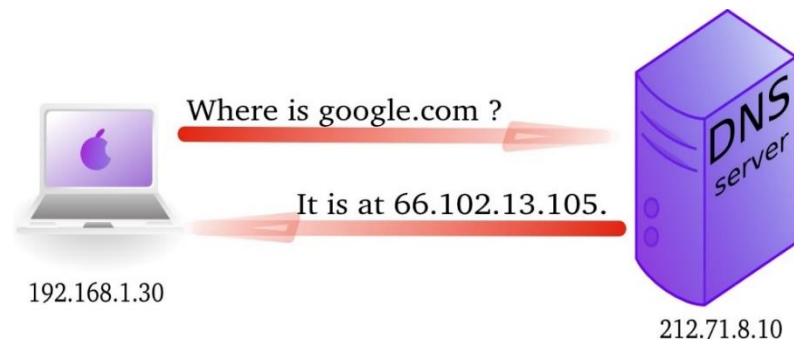 Where is google.com ?
DNS
server
It is at 66.102.13.105.
192.168.1.30
212.71.8.10